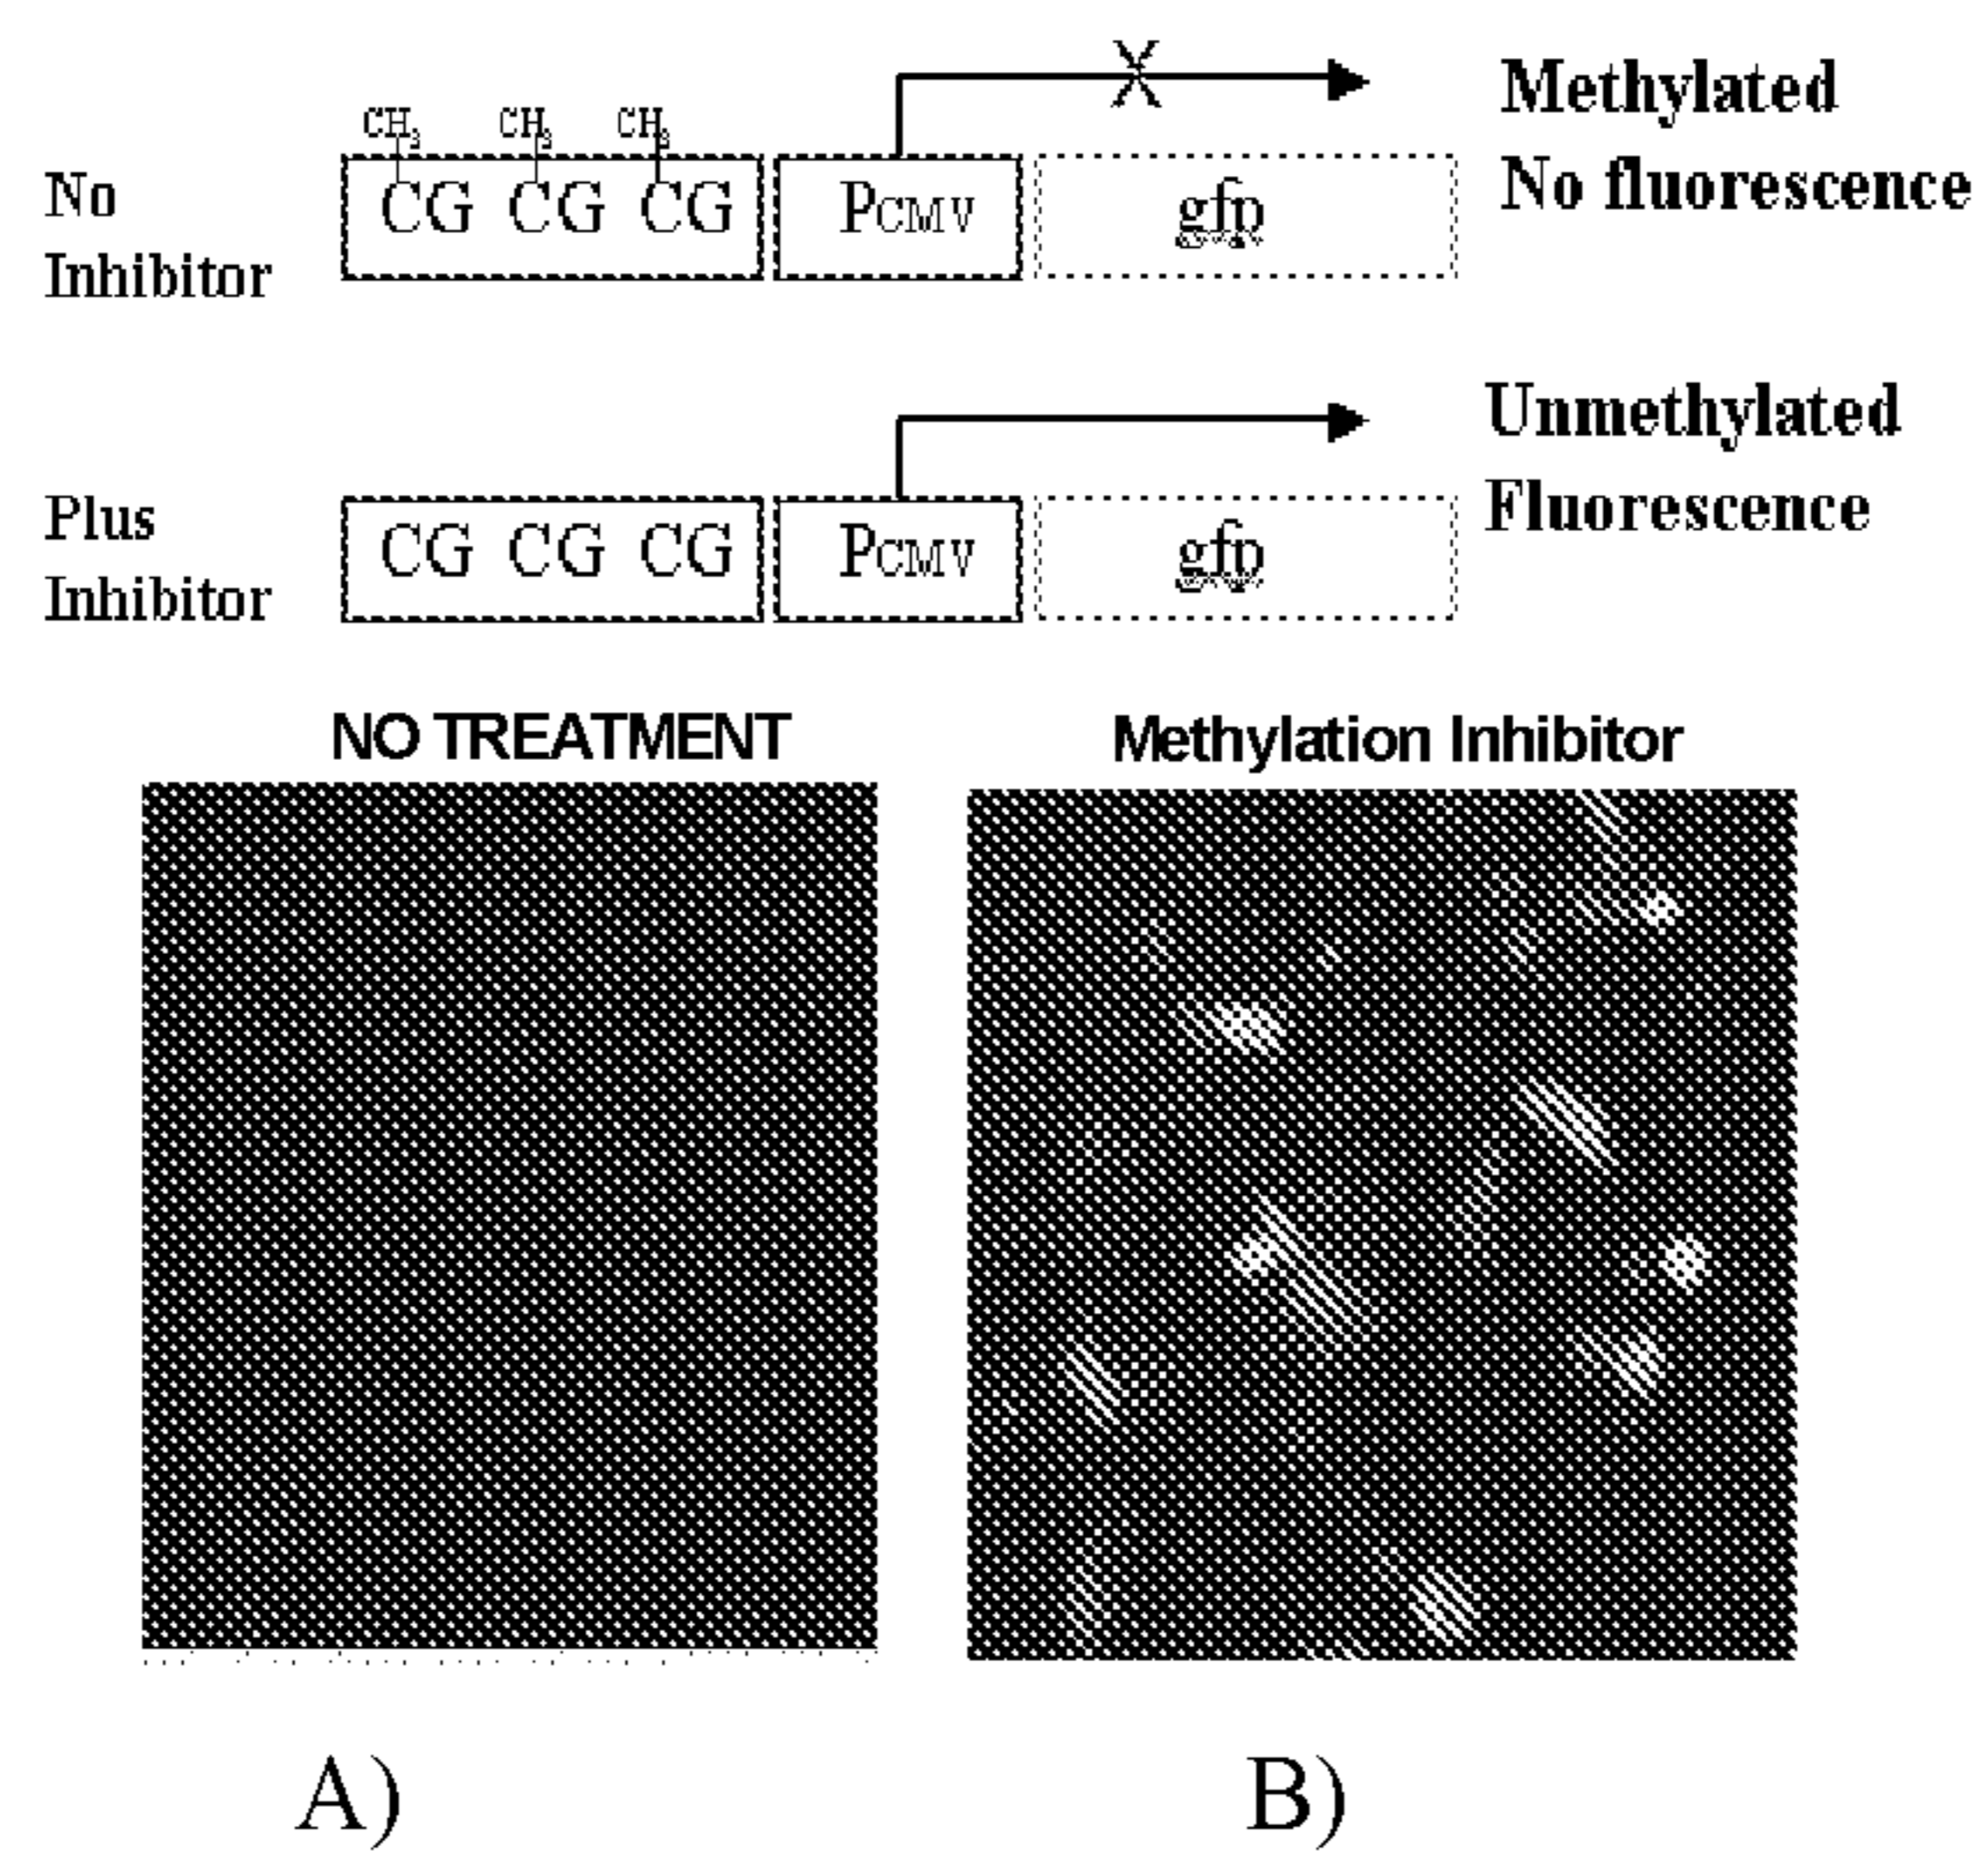 Methylated
No fluorescence
CH3 CH3 CH3
No
Inhibitor
CG CG CG
PCMV
gfp
X
Unmethylated
Fluorescence
Plus
Inhibitor
CG CG CG
PCMV
gfp
NO TREATMENT
Methylation Inhibitor
A)
B)